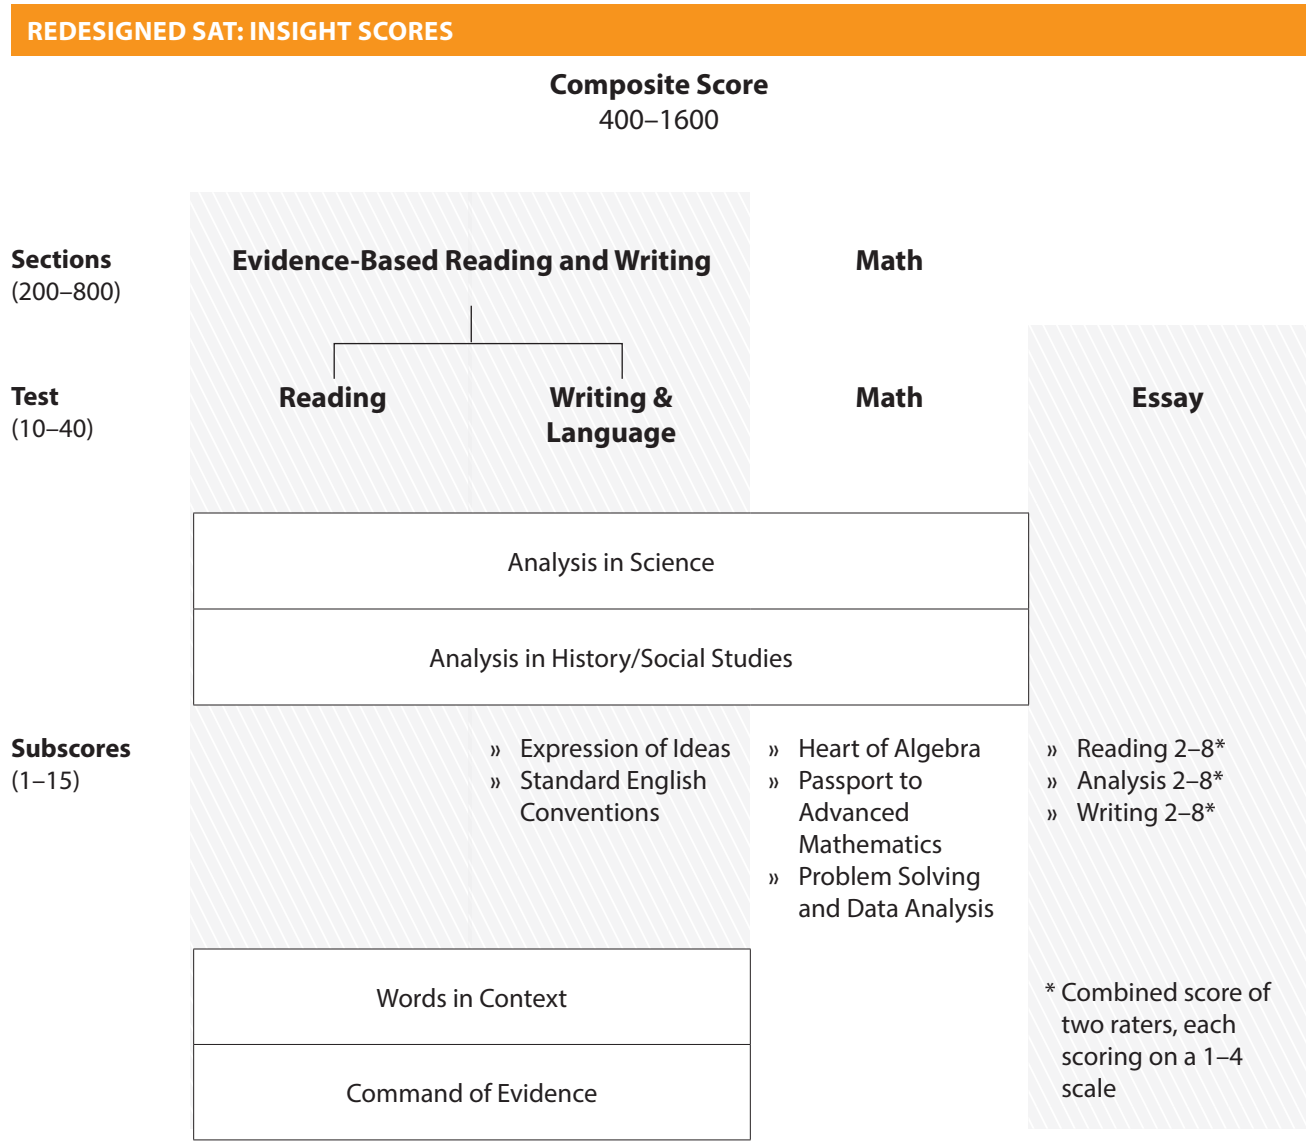 REDESIGNED SAT: INSIGHT SCORES
Composite Score
400–1600
Sections
(200–800)
Evidence-Based Reading and Writing
Math
Test
(10–40)
Reading
Writing &
Language
Math
Essay
Analysis in Science
Analysis in History/Social Studies
Subscores
(1–15)
» Expression of Ideas
» Standard English
Conventions
» Heart of Algebra
» Passport to
Advanced
Mathematics
» Problem Solving
and Data Analysis
» Reading 2–8*
» Analysis 2–8*
» Writing 2–8*
Words in Context
Command of Evidence
* Combined score of
two raters, each
scoring on a 1–4
scale